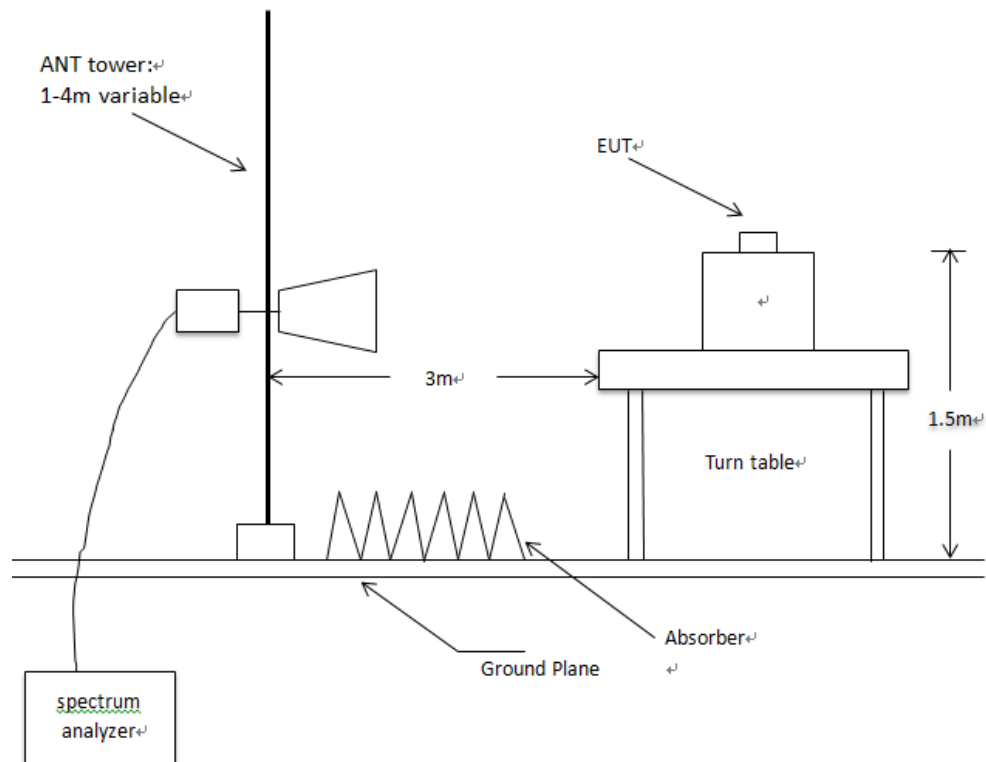 ANT tower:↵
1-4m variable↵
EUT↵
↵
3m↵
1.5m↵
Turn table↵
Absorber↵
↵
Ground Plane
spectrum
analyzer↵